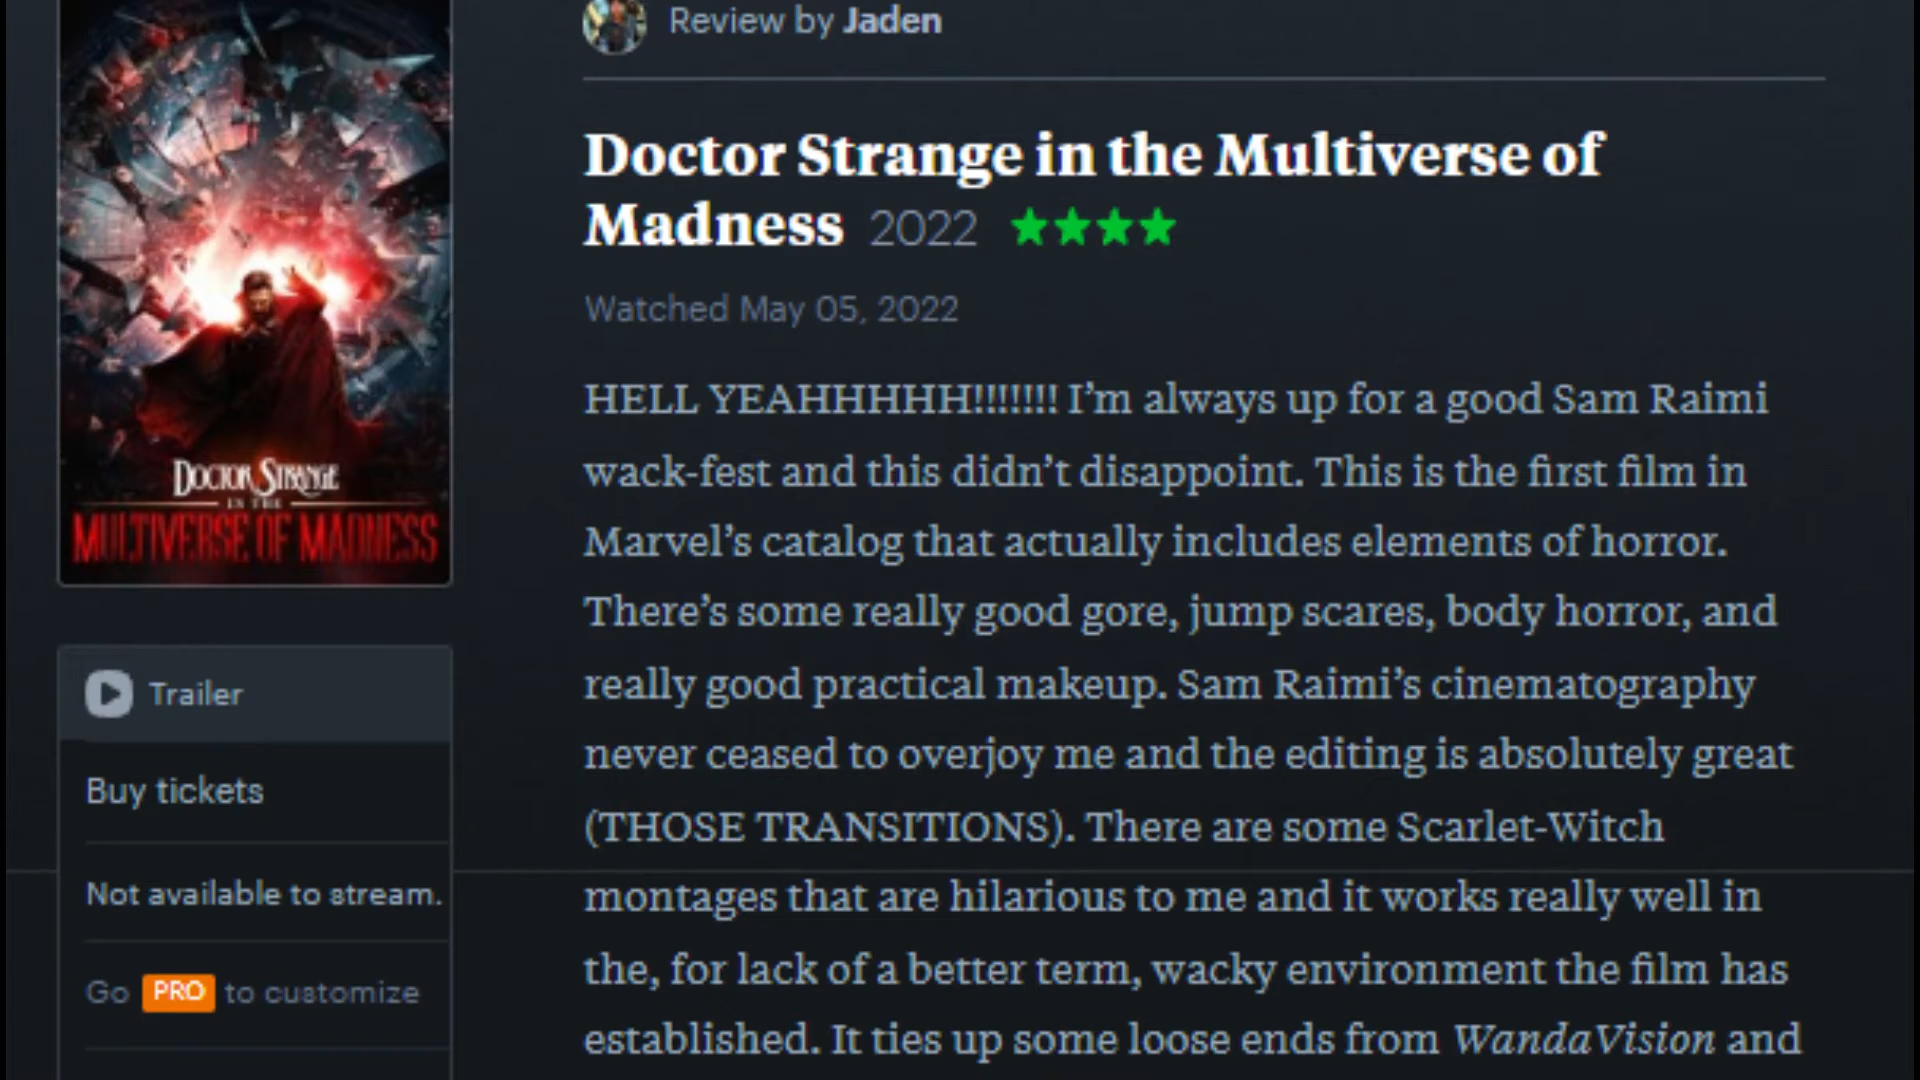 Review by Jaden
Doctor Strange in the Multiverse of
Madness 2022 ★★★★
Watched May 05, 2022
HELL YEAHHHHH!!!!!!! I’m always up for a good Sam Raimi
wack-fest and this didn’t disappoint. This is the first film in
Marvel’s catalog that actually includes elements of horror.
There’s some really good gore, jump scares, body horror, and
really good practical makeup. Sam Raimi’s cinematography
never ceased to overjoy me and the editing is absolutely great
(THOSE TRANSITIONS). There are some Scarlet-Witch
montages that are hilarious to me and it works really well in
the, for lack of a better term, wacky environment the film has
established. It ties up some loose ends from WandaVision and
DOCTOR STRANGE
IN THE
MULTIVERSE OF MADNESS
Trailer
Buy tickets
Not available to stream.
Go PRO to customize